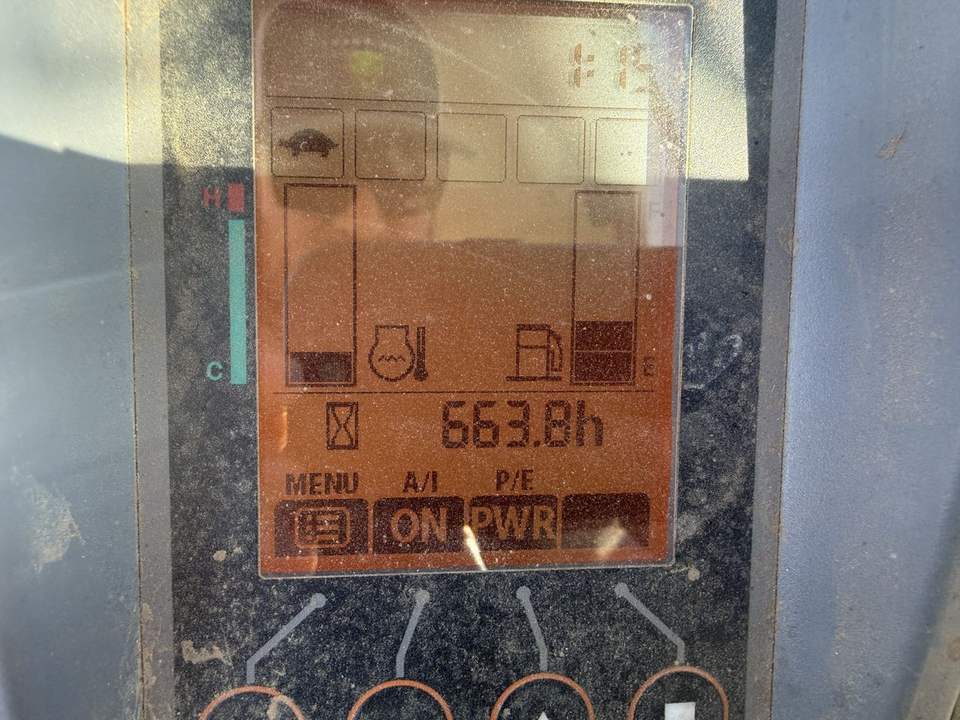 H
C
E
663.8h
MENU A/I P/E
ON PWR